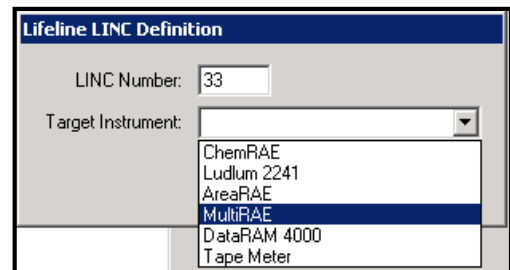 Lifeline LINC Definition
LINC Number: 33
Target Instrument:
ChemRAE
Ludlum 2241
AreaRAE
MultiRAE
DataRAM 4000
Tape Meter